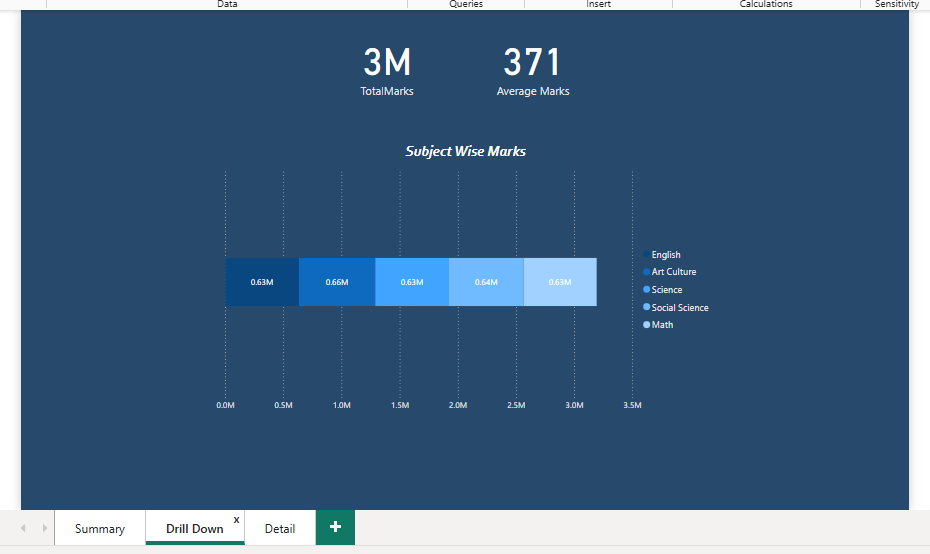 Data Queries Insert Calculations Sensitivity
3M 371
TotalMarks Average Marks
Subject Wise Marks
English
Art Culture
Science
Social Science
Math
0.63M 0.66M 0.63M 0.64M 0.63M
0.0M 0.5M 1.0M 1.5M 2.0M 2.5M 3.0M 3.5M
Summary Drill Down x Detail +